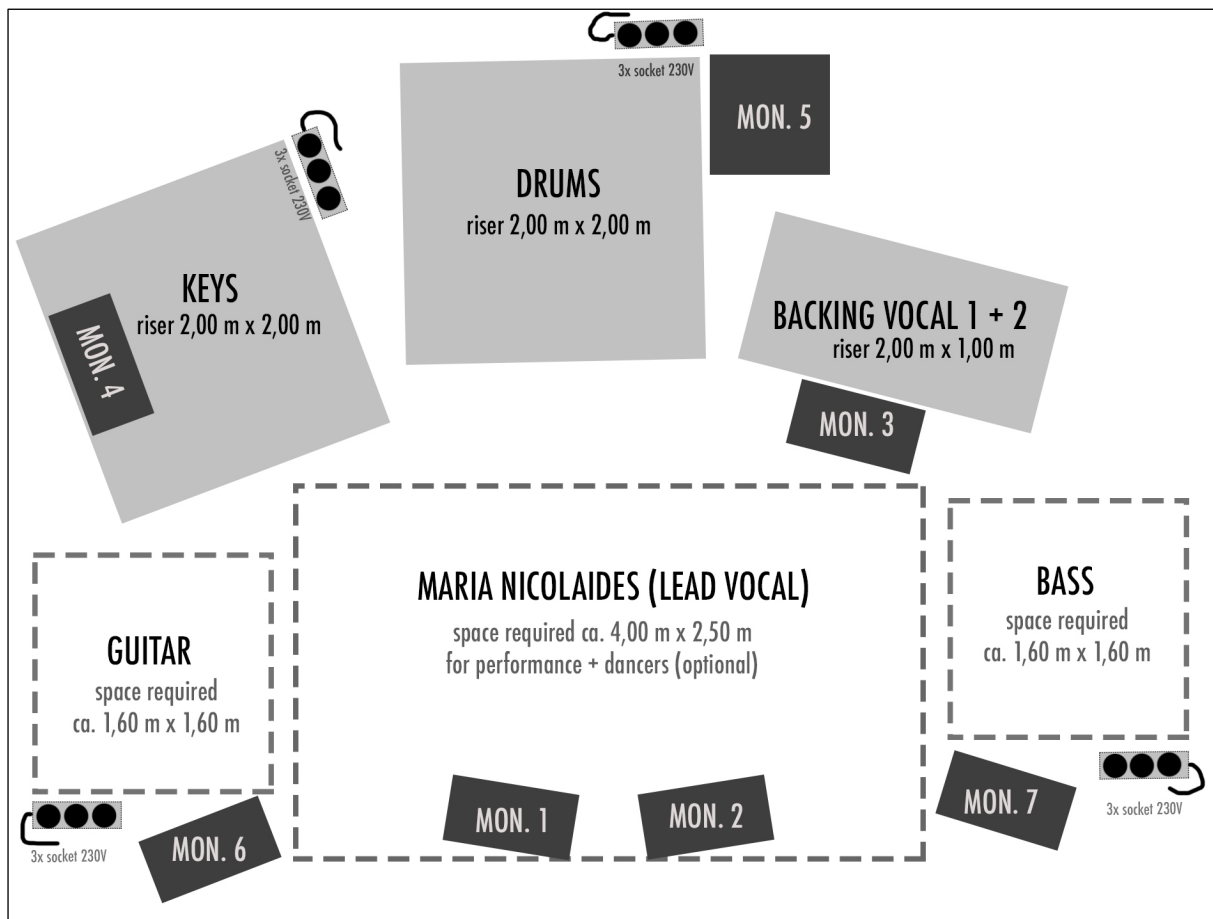 3x socket 230V
MON. 5
DRUMS
riser 2,00 m x 2,00 m
3x socket 230V
KEYS
riser 2,00 m x 2,00 m
MON. 4
BACKING VOCAL 1 + 2
riser 2,00 m x 1,00 m
MON. 3
MARIA NICOLAIDES (LEAD VOCAL)
space required ca. 4,00 m x 2,50 m
for performance + dancers (optional)
BASS
space required
ca. 1,60 m x 1,60 m
GUITAR
space required
ca. 1,60 m x 1,60 m
MON. 1
MON. 2
MON. 7
3x socket 230V
MON. 6
3x socket 230V